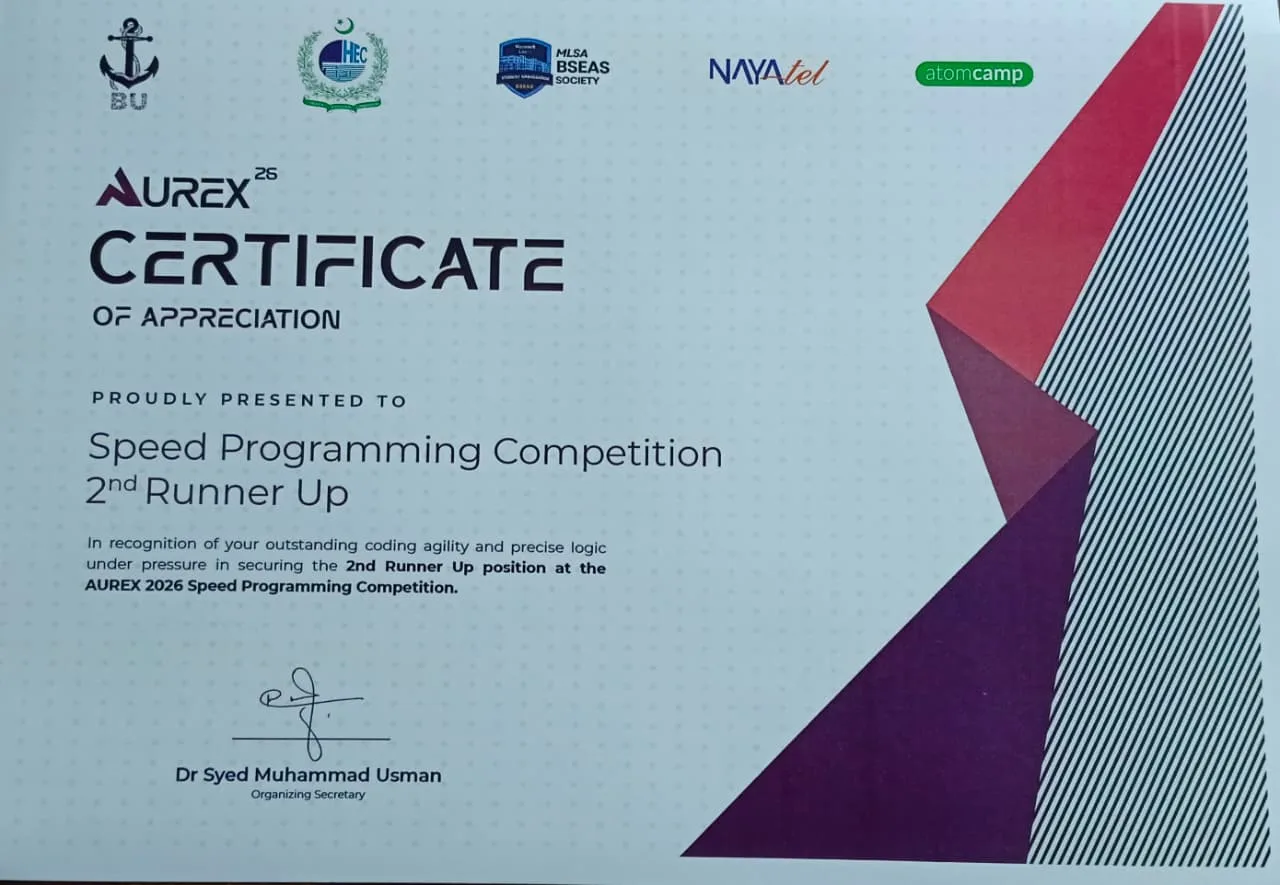 BU
HEC
MLSA
BSEAS
SOCIETY
NAYAtel
atomcamp
AUREX 26
CERTIFICATE
OF APPRECIATION
PROUDLY PRESENTED TO
Speed Programming Competition
2nd Runner Up
In recognition of your outstanding coding agility and precise logic
under pressure in securing the 2nd Runner Up position at the
AUREX 2026 Speed Programming Competition.
Dr Syed Muhammad Usman
Organizing Secretary